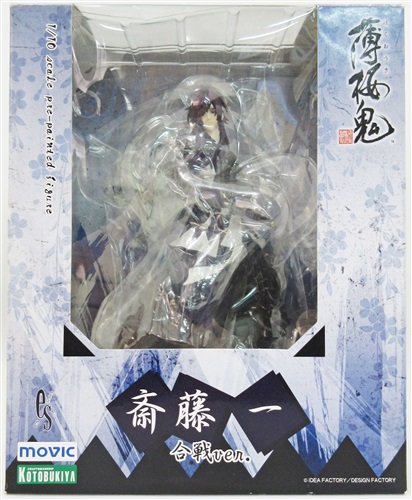 1/10 scale pre-painted figure
薄桜鬼
es
斎藤 一
合戦ver.
movic
KOTOBUKIYA
© IDEA FACTORY/DESIGN FACTORY